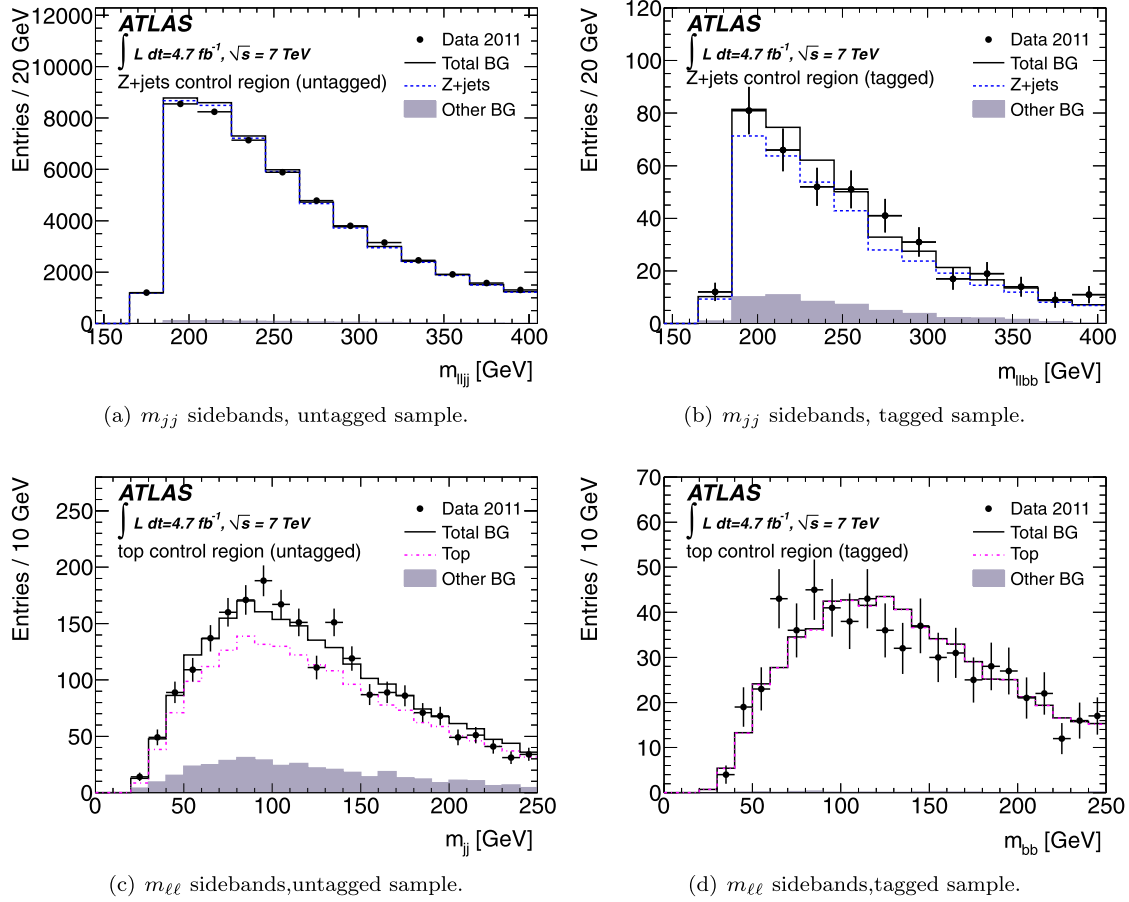 ATLAS
∫ L dt=4.7 fb⁻¹, √s = 7 TeV
Z+jets control region (untagged)
Data 2011
Total BG
Z+jets
Other BG
Entries / 20 GeV
12000
10000
8000
6000
4000
2000
0
150 200 250 300 350 400
m_lljj [GeV]
(a) m_jj sidebands, untagged sample.
ATLAS
∫ L dt=4.7 fb⁻¹, √s = 7 TeV
Z+jets control region (tagged)
Data 2011
Total BG
Z+jets
Other BG
Entries / 20 GeV
120
100
80
60
40
20
0
150 200 250 300 350 400
m_llbb [GeV]
(b) m_jj sidebands, tagged sample.
ATLAS
∫ L dt=4.7 fb⁻¹, √s = 7 TeV
top control region (untagged)
Data 2011
Total BG
Top
Other BG
Entries / 10 GeV
250
200
150
100
50
0
0 50 100 150 200 250
m_jj [GeV]
(c) m_ℓℓ sidebands,untagged sample.
ATLAS
∫ L dt=4.7 fb⁻¹, √s = 7 TeV
top control region (tagged)
Data 2011
Total BG
Top
Other BG
Entries / 10 GeV
70
60
50
40
30
20
10
0
0 50 100 150 200 250
m_bb [GeV]
(d) m_ℓℓ sidebands,tagged sample.